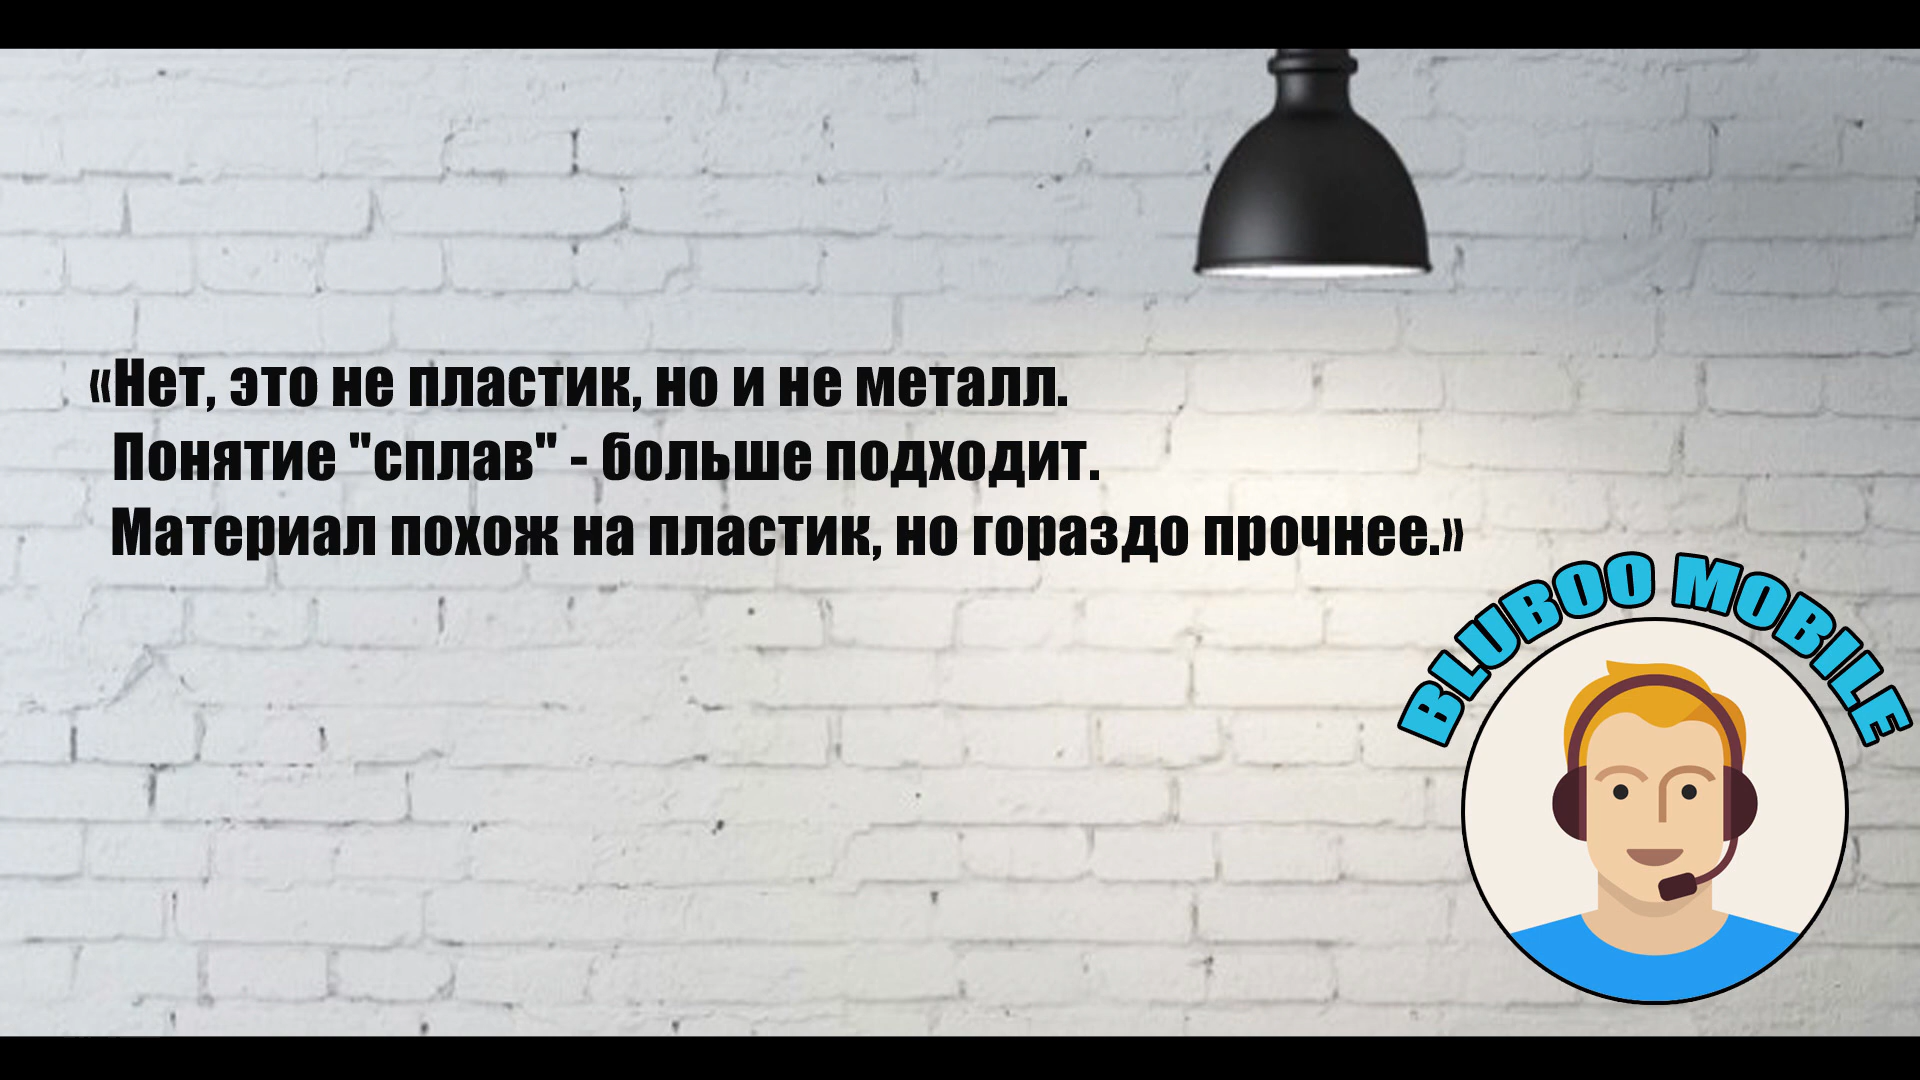 «Нет, это не пластик, но и не металл.
Понятие "сплав" - больше подходит.
Материал похож на пластик, но гораздо прочнее.»
BLUBOO MOBILE